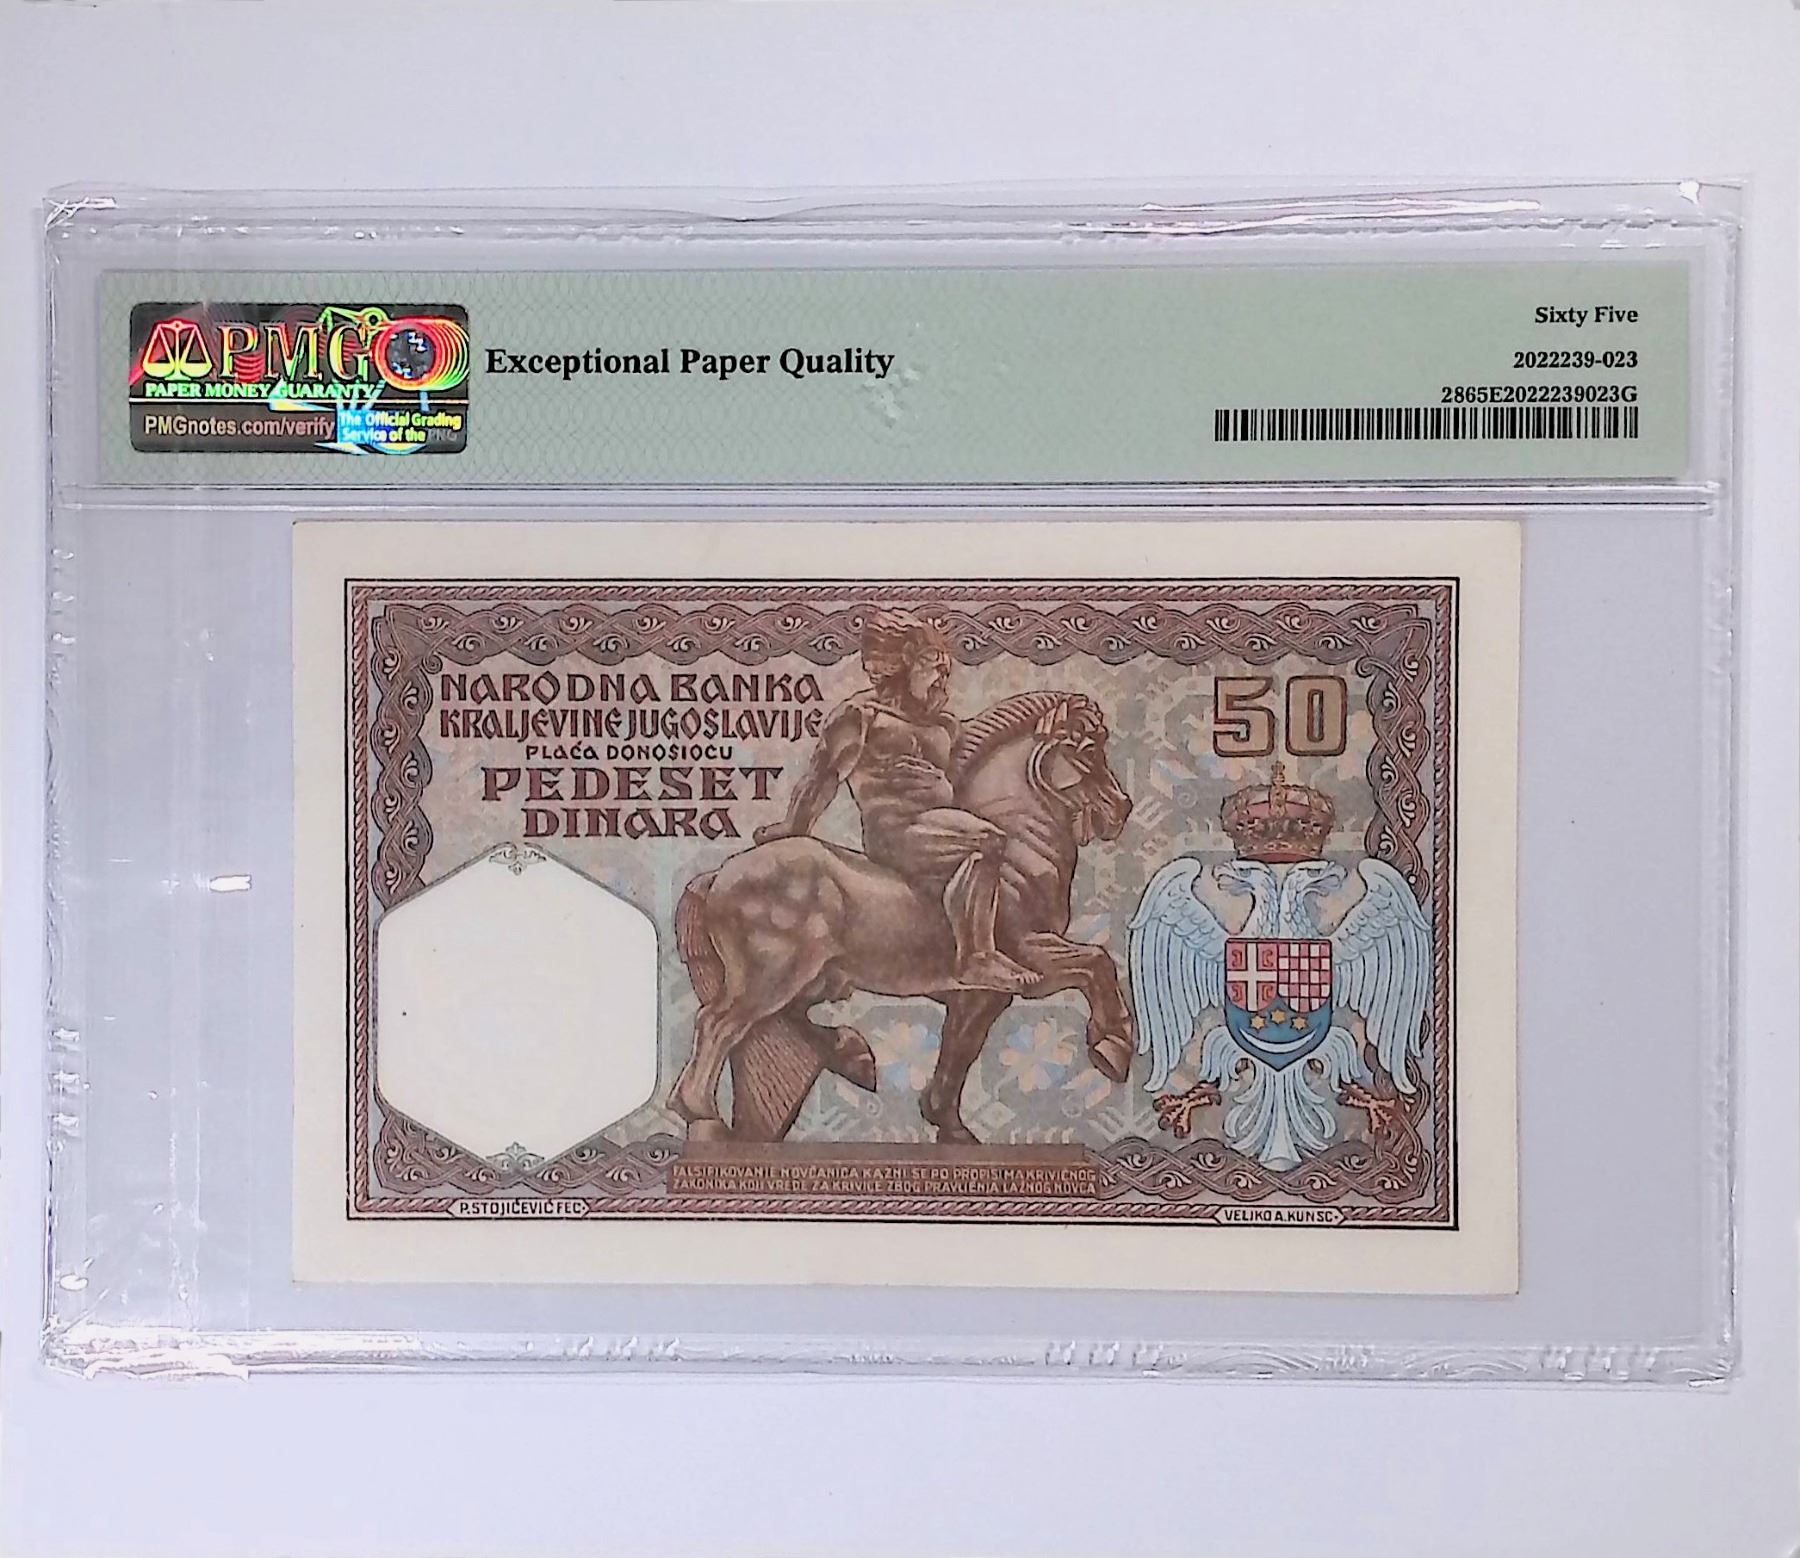 PMG
PAPER MONEY GUARANTY
PMGnotes.com/verify
The Official Grading
Service of the PNG
Exceptional Paper Quality
Sixty Five
2022239-023
2865E2022239023G
NARODNA BANKA
KRALJEVINE JUGOSLAVIJE
PLAĆA DONOSIOCU
PEDESET
DINARA
50
FALSIFIKOVANJE NOVČANICA KAZNI SE PO PROPISIMA KRIVIČNOG
ZAKONIKA KOJI VREDE ZA KRIVICE ZBOG PRAVLJENJA LAŽNOG NOVCA
P. STOJIĆEVIĆ FEC.
VELJKO A. KUN SC.